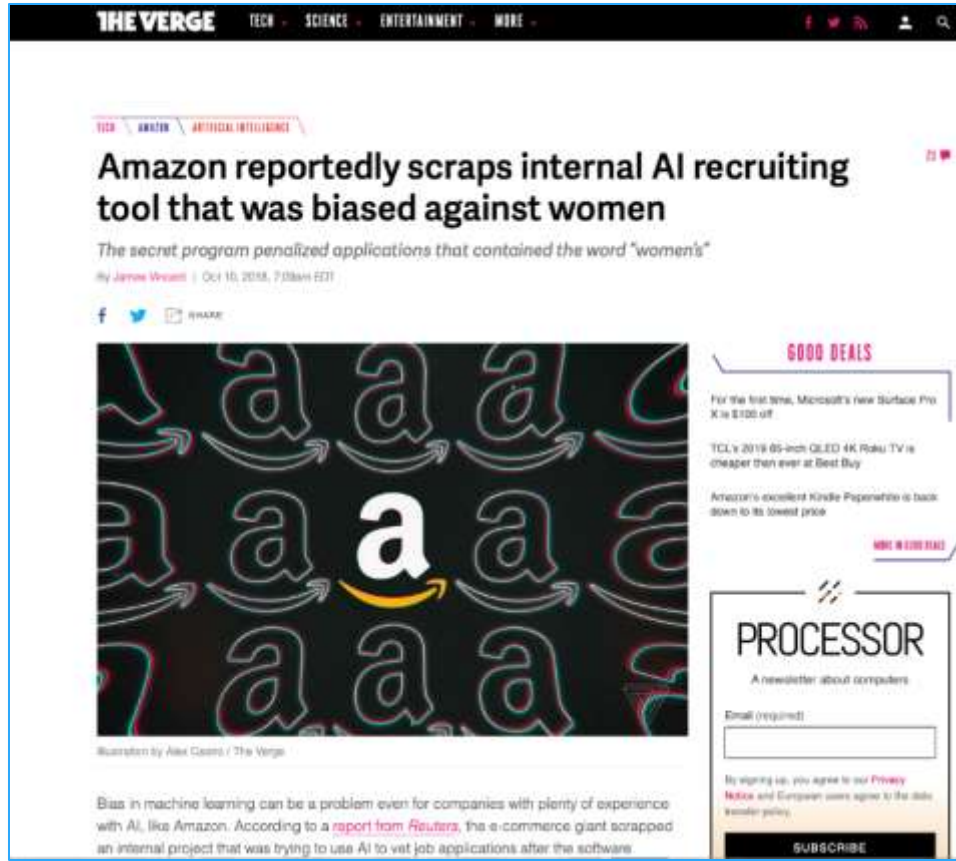 THE VERGE TECH SCIENCE ENTERTAINMENT MORE
TECH AMAZON ARTIFICIAL INTELLIGENCE
Amazon reportedly scraps internal AI recruiting
tool that was biased against women
The secret program penalized applications that contained the word “women’s”
By James Vincent | Oct 10, 2018, 7:09am EDT
SHARE
Illustration by Alex Castro / The Verge
Bias in machine learning can be a problem even for companies with plenty of experience
with AI, like Amazon. According to a report from Reuters, the e-commerce giant scrapped
an internal project that was trying to use AI to vet job applications after the software
GOOD DEALS
For the first time, Microsoft's new Surface Pro
X is $100 off
TCL's 2019 65-inch QLED 4K Roku TV is
cheaper than ever at Best Buy
Amazon's excellent Kindle Paperwhite is back
down to its lowest price
MORE IN GOOD DEALS
PROCESSOR
A newsletter about computers
Email (required)
By signing up, you agree to our Privacy
Notice and European users agree to the data
transfer policy.
SUBSCRIBE